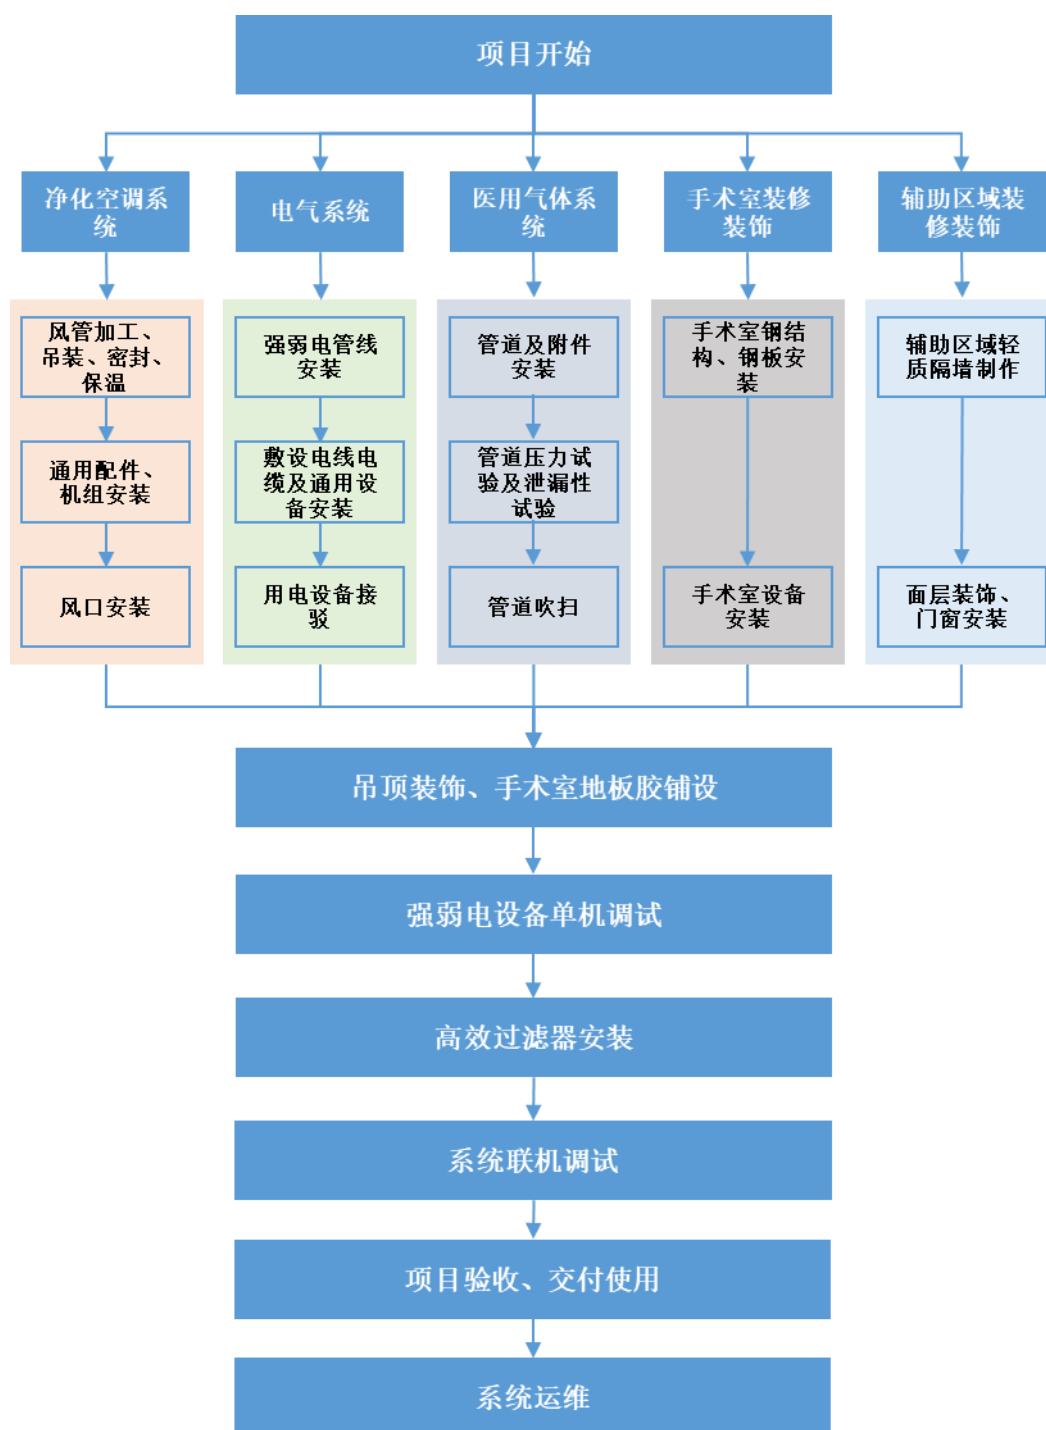 项目开始
净化空调系
统
电气系统
医用气体系
统
手术室装修
装饰
辅助区域装
修装饰
风管加工、
吊装、密封、
保温
通用配件、
机组安装
风口安装
强弱电管线
安装
敷设电线电
缆及通用设
备安装
用电设备接
驳
管道及附件
安装
管道压力试
验及泄漏性
试验
管道吹扫
手术室钢结
构、钢板安
装
手术室设备
安装
辅助区域轻
质隔墙制作
面层装饰、
门窗安装
吊顶装饰、手术室地板胶铺设
强弱电设备单机调试
高效过滤器安装
系统联机调试
项目验收、交付使用
系统运维